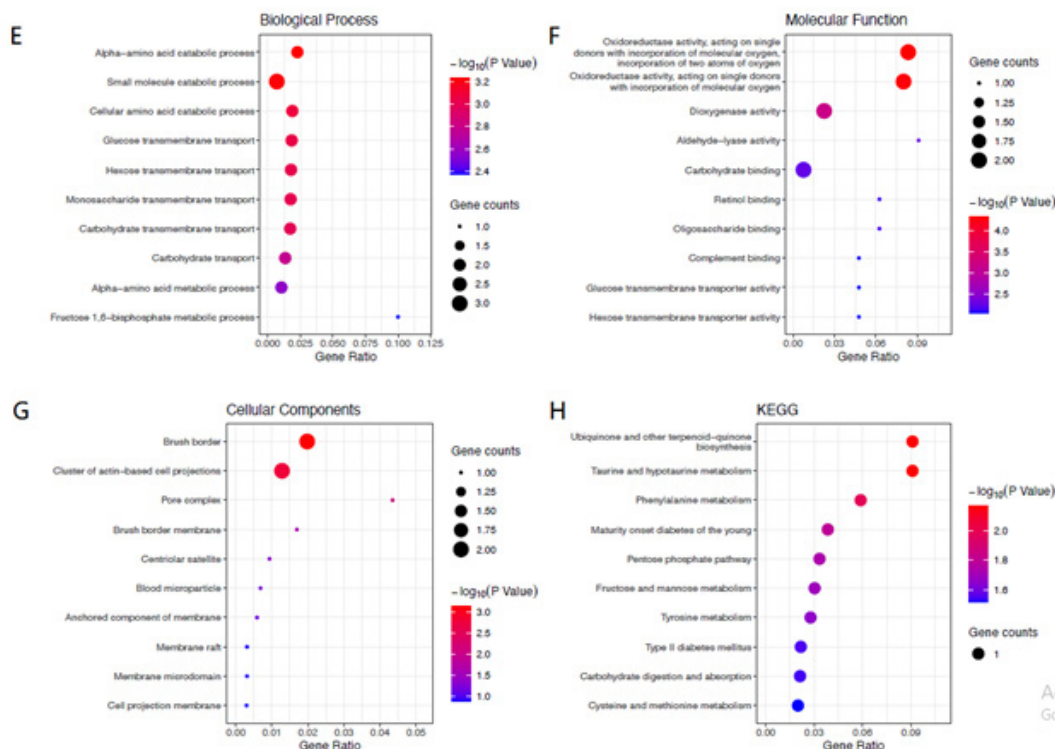 E
Biological Process
Alpha-amino acid catabolic process
Small molecule catabolic process
Cellular amino acid catabolic process
Glucose transmembrane transport
Hexose transmembrane transport
Monosaccharide transmembrane transport
Carbohydrate transmembrane transport
Carbohydrate transport
Alpha-amino acid metabolic process
Fructose 1,6-bisphosphate metabolic process
0.000 0.025 0.050 0.075 0.100 0.125
Gene Ratio
-log10(P Value)
3.2
3.0
2.8
2.6
2.4
Gene counts
1.0
1.5
2.0
2.5
3.0
F
Molecular Function
Oxidoreductase activity, acting on single
donors with incorporation of molecular oxygen,
incorporation of two atoms of oxygen
Oxidoreductase activity, acting on single donors
with incorporation of molecular oxygen
Dioxygenase activity
Aldehyde-lyase activity
Carbohydrate binding
Retinol binding
Oligosaccharide binding
Complement binding
Glucose transmembrane transporter activity
Hexose transmembrane transporter activity
0.00 0.03 0.06 0.09
Gene Ratio
Gene counts
1.00
1.25
1.50
1.75
2.00
-log10(P Value)
4.0
3.5
3.0
2.5
G
Cellular Components
Brush border
Cluster of actin-based cell projections
Pore complex
Brush border membrane
Centriolar satellite
Blood microparticle
Anchored component of membrane
Membrane raft
Membrane microdomain
Cell projection membrane
0.00 0.01 0.02 0.03 0.04 0.05
Gene Ratio
Gene counts
1.00
1.25
1.50
1.75
2.00
-log10(P Value)
3.0
2.5
2.0
1.5
1.0
H
KEGG
Ubiquinone and other terpenoid-quinone
biosynthesis
Taurine and hypotaurine metabolism
Phenylalanine metabolism
Maturity onset diabetes of the young
Pentose phosphate pathway
Fructose and mannose metabolism
Tyrosine metabolism
Type II diabetes mellitus
Carbohydrate digestion and absorption
Cysteine and methionine metabolism
0.00 0.03 0.06 0.09
Gene Ratio
-log10(P Value)
2.0
1.8
1.6
Gene counts
1